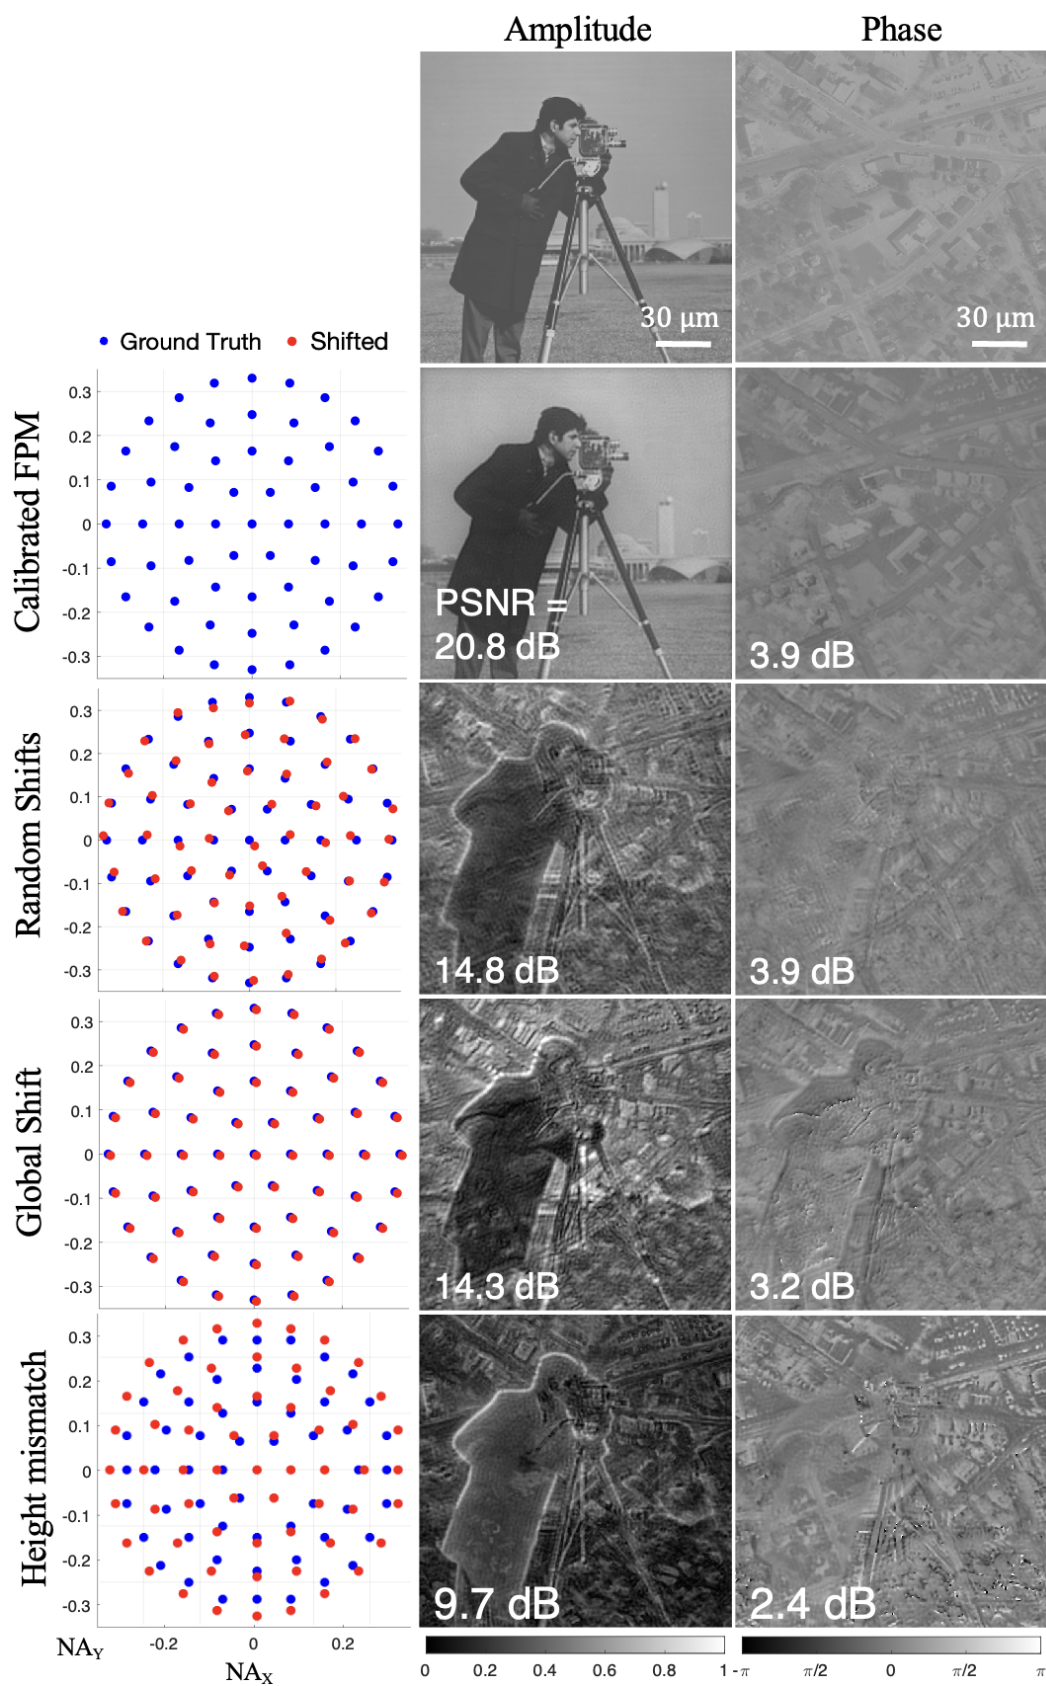 Amplitude Phase
30 µm 30 µm
Ground Truth Shifted
Calibrated FPM
0.3
0.2
0.1
0
-0.1
-0.2
-0.3
PSNR =
20.8 dB
3.9 dB
Random Shifts
0.3
0.2
0.1
0
-0.1
-0.2
-0.3
14.8 dB
3.9 dB
Global Shift
0.3
0.2
0.1
0
-0.1
-0.2
-0.3
14.3 dB
3.2 dB
Height mismatch
0.3
0.2
0.1
0
-0.1
-0.2
-0.3
9.7 dB
2.4 dB
NAY
-0.2 0 0.2
NAX
0 0.2 0.4 0.6 0.8 1
-π π/2 0 π/2 π